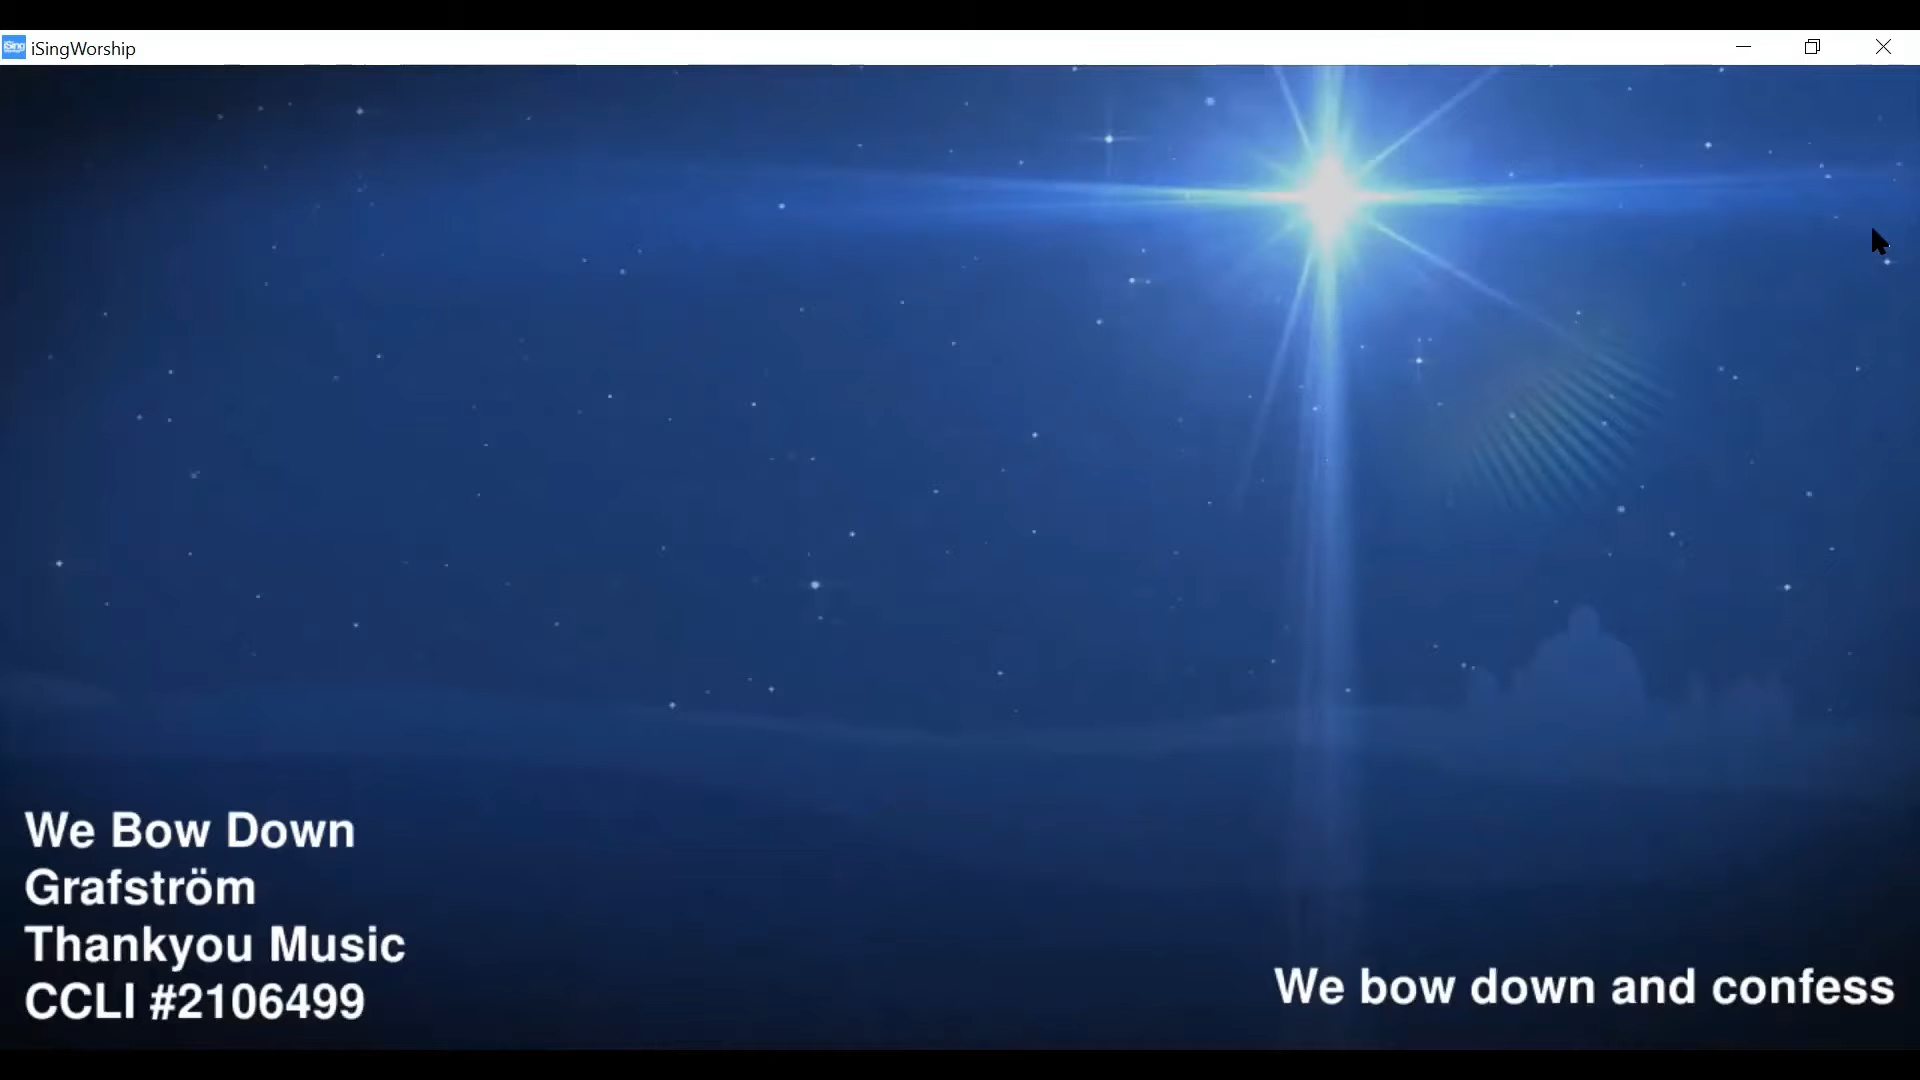 iSingWorship
We Bow Down
Grafström
Thankyou Music
CCLI #2106499
We bow down and confess